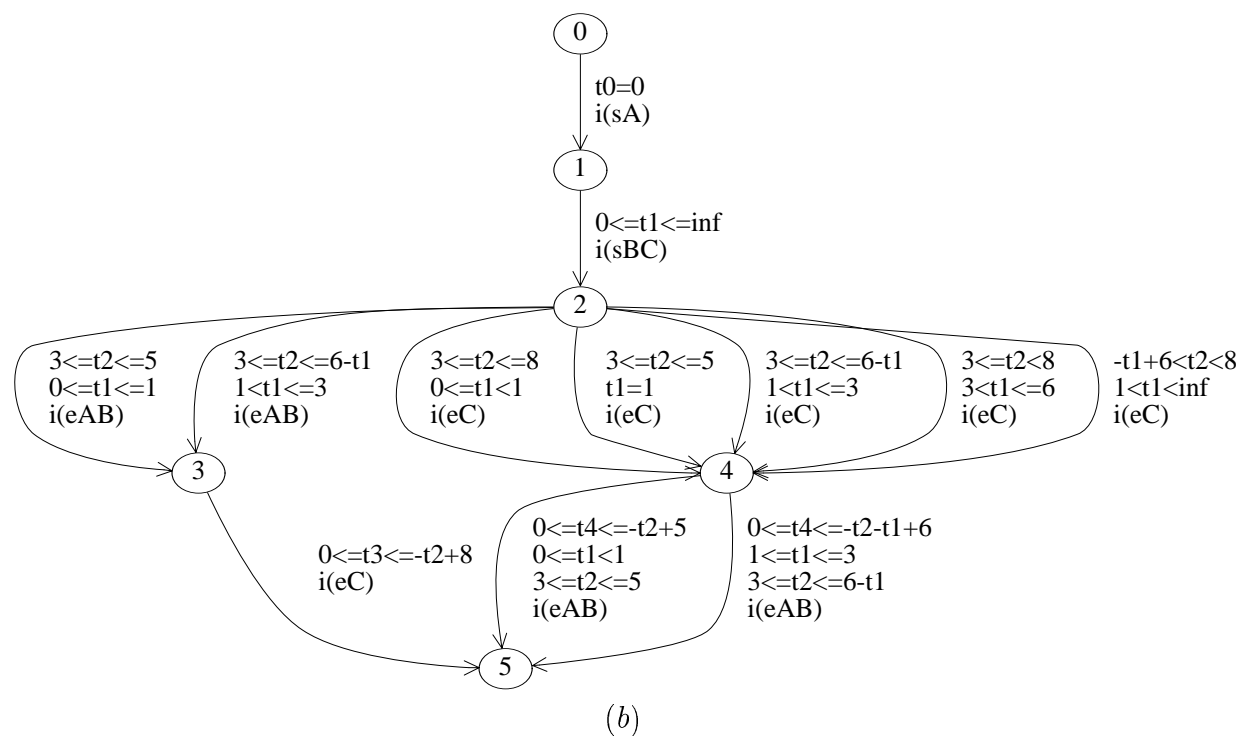 0
t0=0
i(sA)
1
0<=t1<=inf
i(sBC)
2
3<=t2<=5
0<=t1<=1
i(eAB)
3<=t2<=6-t1
1<t1<=3
i(eAB)
3<=t2<=8
0<=t1<1
i(eC)
3<=t2<=5
t1=1
i(eC)
3<=t2<=6-t1
1<t1<=3
i(eC)
3<=t2<8
3<t1<=6
i(eC)
-t1+6<t2<8
1<t1<inf
i(eC)
3
4
0<=t3<=-t2+8
i(eC)
0<=t4<=-t2+5
0<=t1<1
3<=t2<=5
i(eAB)
0<=t4<=-t2-t1+6
1<=t1<=3
3<=t2<=6-t1
i(eAB)
5
(b)